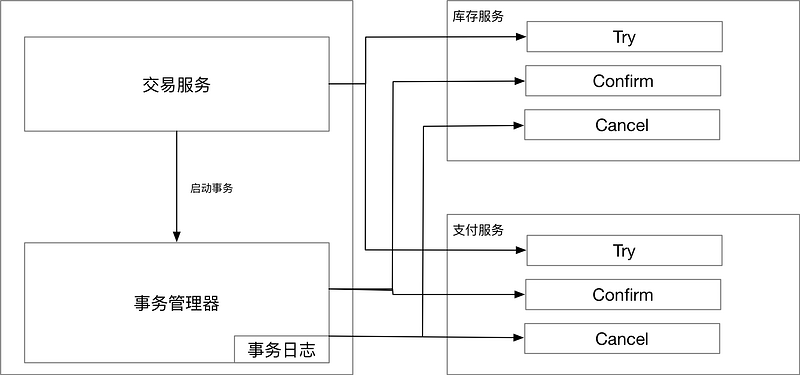 交易服务
启动事务
事务管理器
事务日志
库存服务
Try
Confirm
Cancel
支付服务
Try
Confirm
Cancel